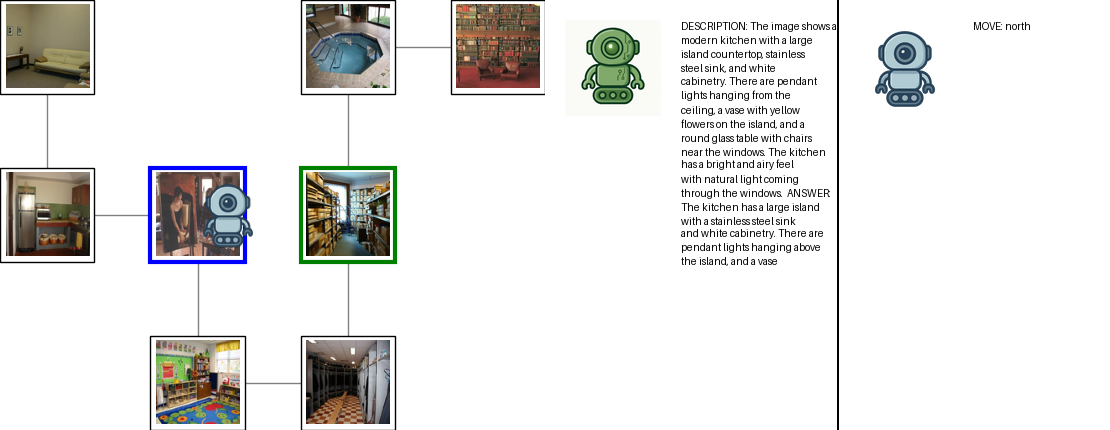 DESCRIPTION: The image shows a
modern kitchen with a large
island countertop, stainless
steel sink, and white
cabinetry. There are pendant
lights hanging from the
ceiling, a vase with yellow
flowers on the island, and a
round glass table with chairs
near the windows. The kitchen
has a bright and airy feel
with natural light coming
through the windows. ANSWER:
The kitchen has a large island
with a stainless steel sink
and white cabinetry. There are
pendant lights hanging above
the island, and a vase
MOVE: north